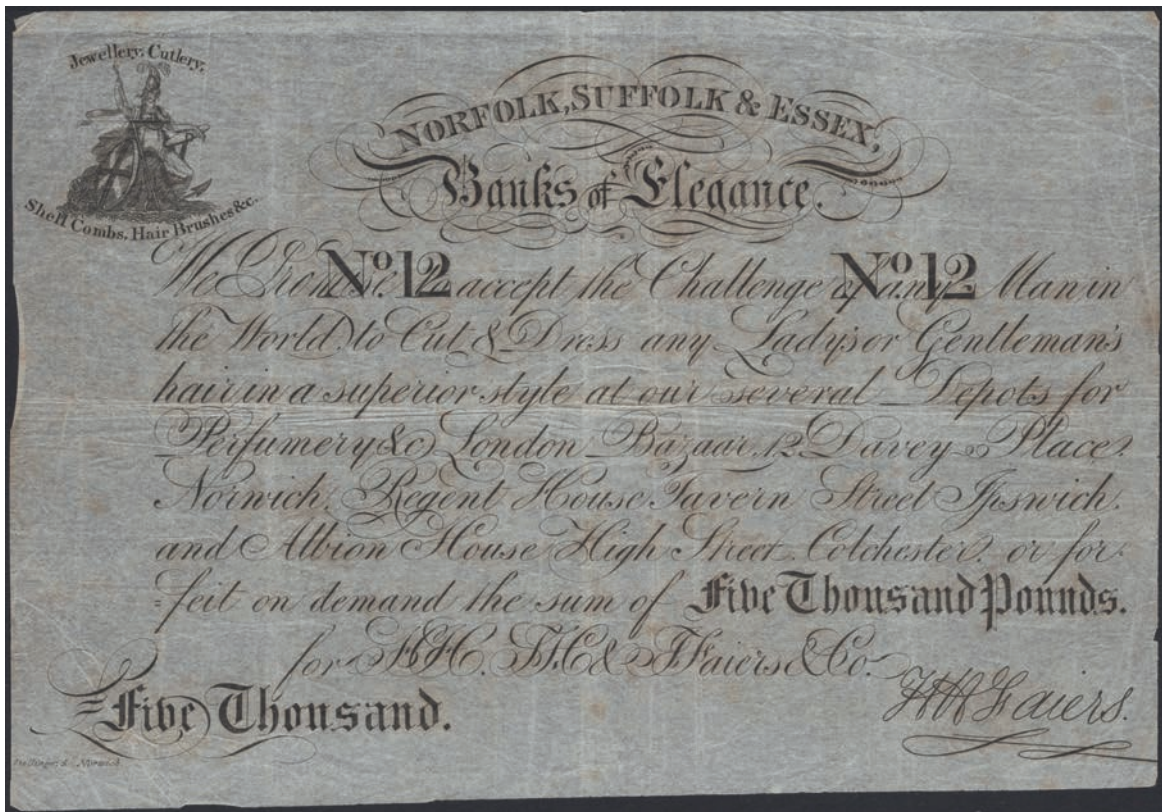 Jewellery, Cutlery,
Shell Combs, Hair Brushes &c.
NORFOLK, SUFFOLK & ESSEX,
Banks of Elegance.
No. 12 No. 12
We Promise to accept the Challenge of any Man in
the World to Cut & Dress any Lady's or Gentleman's
hair in a superior style at our several Depots for
Perfumery &c London Bazaar, 12 Davey Place
Norwich. Regent House Tavern Street Ipswich.
and Albion House High Street Colchester. or for
=feit on demand the sum of Five Thousand Pounds.
for & Faiers & Co.
Five Thousand.
Faiers.
Norwich